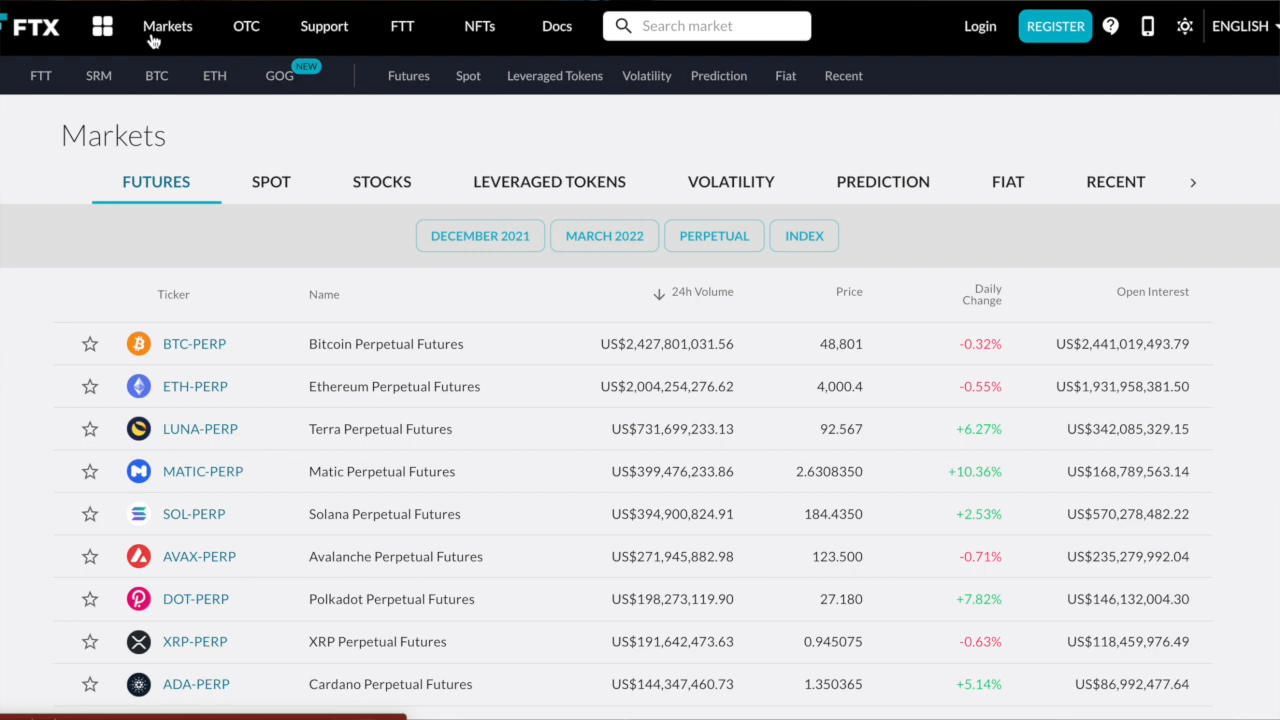 FTX Markets OTC Support FTT NFTs Docs Search market Login REGISTER ENGLISH
FTT SRM BTC ETH GOG NEW Futures Spot Leveraged Tokens Volatility Prediction Fiat Recent
Markets
FUTURES SPOT STOCKS LEVERAGED TOKENS VOLATILITY PREDICTION FIAT RECENT
DECEMBER 2021 MARCH 2022 PERPETUAL INDEX
Ticker Name 24h Volume Price Daily Change Open Interest
BTC-PERP Bitcoin Perpetual Futures US$2,427,801,031.56 48,801 -0.32% US$2,441,019,493.79
ETH-PERP Ethereum Perpetual Futures US$2,004,254,276.62 4,000.4 -0.55% US$1,931,958,381.50
LUNA-PERP Terra Perpetual Futures US$731,699,233.13 92.567 +6.27% US$342,085,329.15
MATIC-PERP Matic Perpetual Futures US$399,476,233.86 2.6308350 +10.36% US$168,789,563.14
SOL-PERP Solana Perpetual Futures US$394,900,824.91 184.4350 +2.53% US$570,278,482.22
AVAX-PERP Avalanche Perpetual Futures US$271,945,882.98 123.500 -0.71% US$235,279,992.04
DOT-PERP Polkadot Perpetual Futures US$198,273,119.90 27.180 +7.82% US$146,132,004.30
XRP-PERP XRP Perpetual Futures US$191,642,473.63 0.945075 -0.63% US$118,459,976.49
ADA-PERP Cardano Perpetual Futures US$144,347,460.73 1.350365 +5.14% US$86,992,477.64